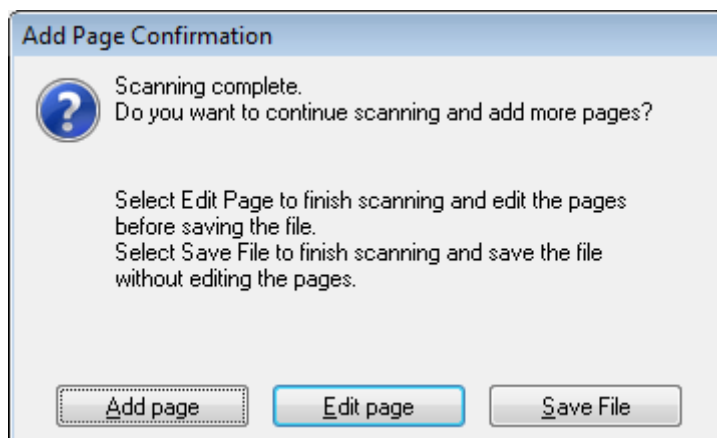 Add Page Confirmation
Scanning complete.
Do you want to continue scanning and add more pages?
Select Edit Page to finish scanning and edit the pages
before saving the file.
Select Save File to finish scanning and save the file
without editing the pages.
Add page
Edit page
Save File